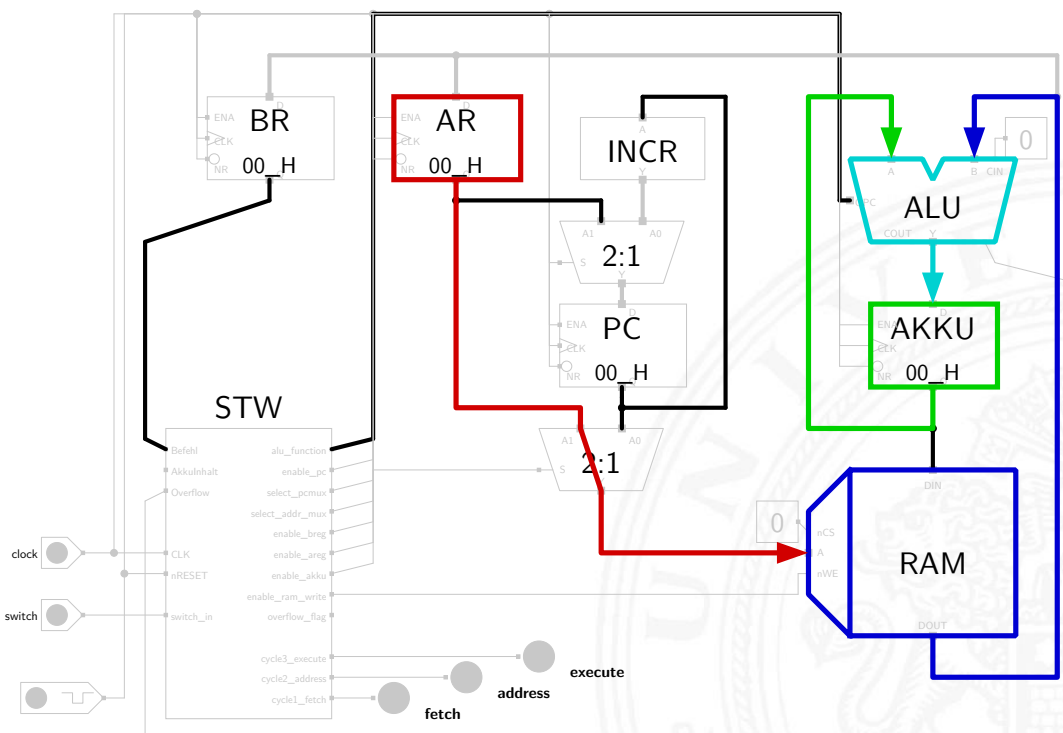 D
BR
ENA
CLK
NR
00_H
D
AR
ENA
CLK
NR
00_H
A
INCR
Y
A1
A0
2:1
S
Y
D
PC
ENA
CLK
NR
00_H
A1
A0
2:1
S
0
A
B
CIN
ALU
OPC
COUT
Y
D
AKKU
ENA
CLK
NR
00_H
STW
Befehl
alu_function
AkkuInhalt
enable_pc
Overflow
select_pcmux
select_addr_mux
enable_breg
clock
CLK
enable_areg
nRESET
enable_akku
enable_ram_write
switch
switch_in
overflow_flag
cycle3_execute
execute
cycle2_address
address
cycle1_fetch
fetch
0
DIN
nCS
A
RAM
nWE
DOUT
UNIVE